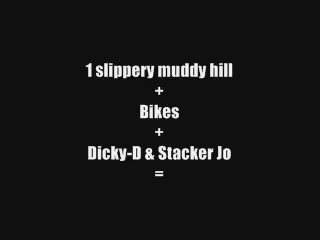 1 slippery muddy hill
+
Bikes
+
Dicky-D & Stacker Jo
=